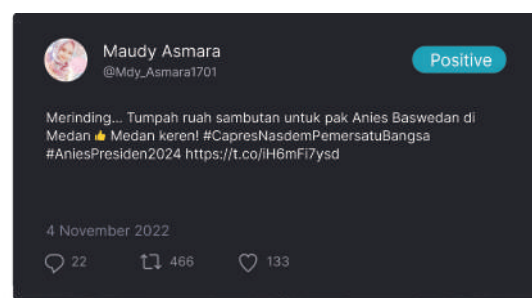 Maudy Asmara
@Mdy_Asmara1701
Positive
Merinding... Tumpah ruah sambutan untuk pak Anies Baswedan di
Medan 👍 Medan keren! #CapresNasdemPemersatuBangsa
#AniesPresiden2024 https://t.co/iH6mFi7ysd
4 November 2022
22
466
133